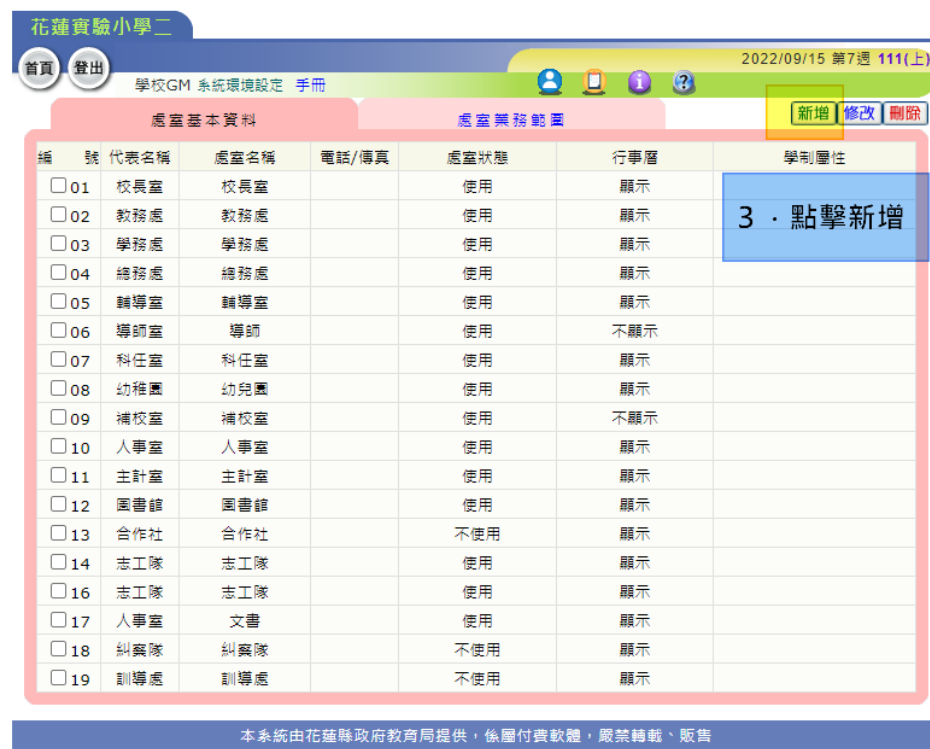 花蓮實驗小學二
首頁 登出
2022/09/15 第7週 111(上)
學校GM 系統環境設定 手冊
處室基本資料 處室業務範圍
新增 修改 刪除
編 號 代表名稱 處室名稱 電話/傳真 處室狀態 行事曆 學制屬性
01 校長室 校長室 使用 顯示
02 教務處 教務處 使用 顯示
3 ‧點擊新增
03 學務處 學務處 使用 顯示
04 總務處 總務處 使用 顯示
05 輔導室 輔導室 使用 顯示
06 導師室 導師 使用 不顯示
07 科任室 科任室 使用 顯示
08 幼稚園 幼兒園 使用 顯示
09 補校室 補校室 使用 不顯示
10 人事室 人事室 使用 顯示
11 主計室 主計室 使用 顯示
12 圖書館 圖書館 使用 顯示
13 合作社 合作社 不使用 顯示
14 志工隊 志工隊 使用 顯示
16 志工隊 志工隊 使用 顯示
17 人事室 文書 使用 顯示
18 糾察隊 糾察隊 不使用 顯示
19 訓導處 訓導處 不使用 顯示
本系統由花蓮縣政府教育局提供，係屬付費軟體，嚴禁轉載、販售